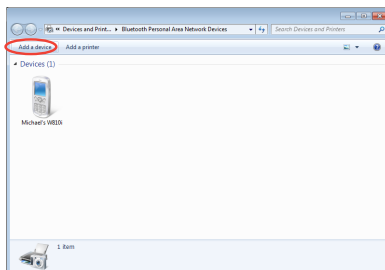 « Devices and Print... ▸ Bluetooth Personal Area Network Devices
Search Devices and Printers
Add a device
Add a printer
Devices (1)
Michael's W810i
1 item